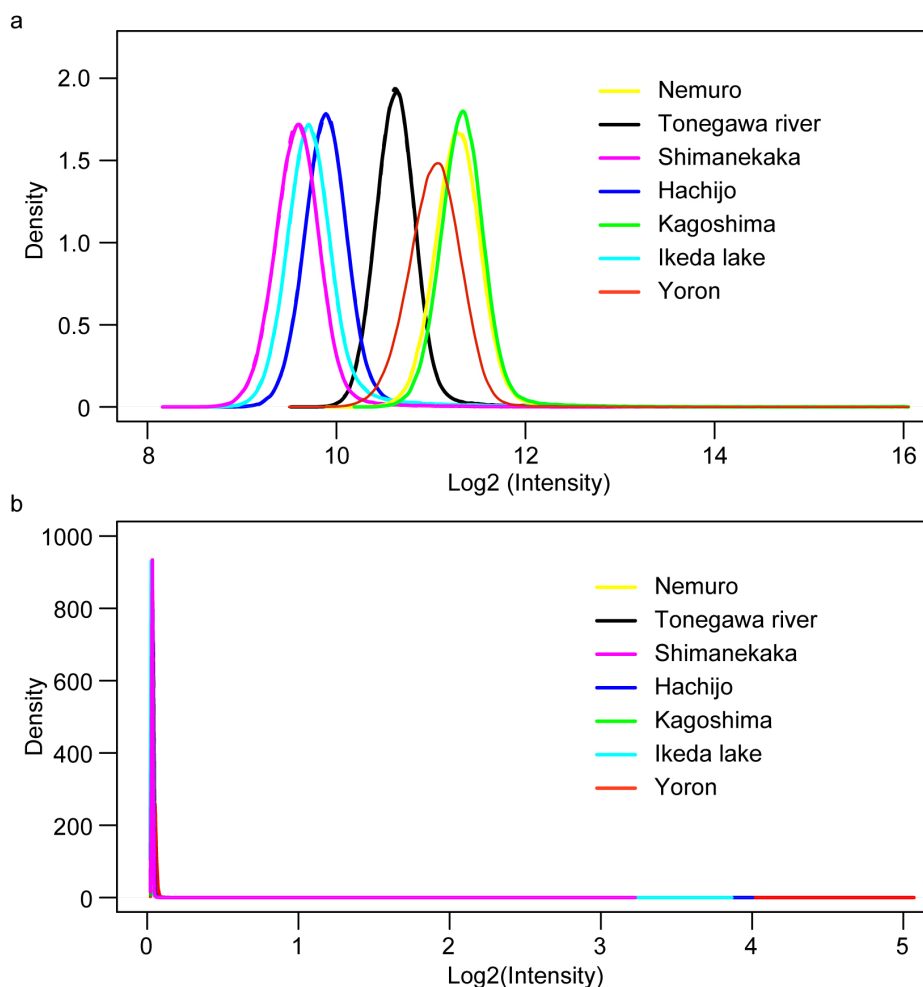 a
2.0
1.5
1.0
0.5
0
Density
Nemuro
Tonegawa river
Shimanekaka
Hachijo
Kagoshima
Ikeda lake
Yoron
8 10 12 14 16
Log2 (Intensity)
b
1000
800
600
400
200
0
Density
Nemuro
Tonegawa river
Shimanekaka
Hachijo
Kagoshima
Ikeda lake
Yoron
0 1 2 3 4 5
Log2(Intensity)